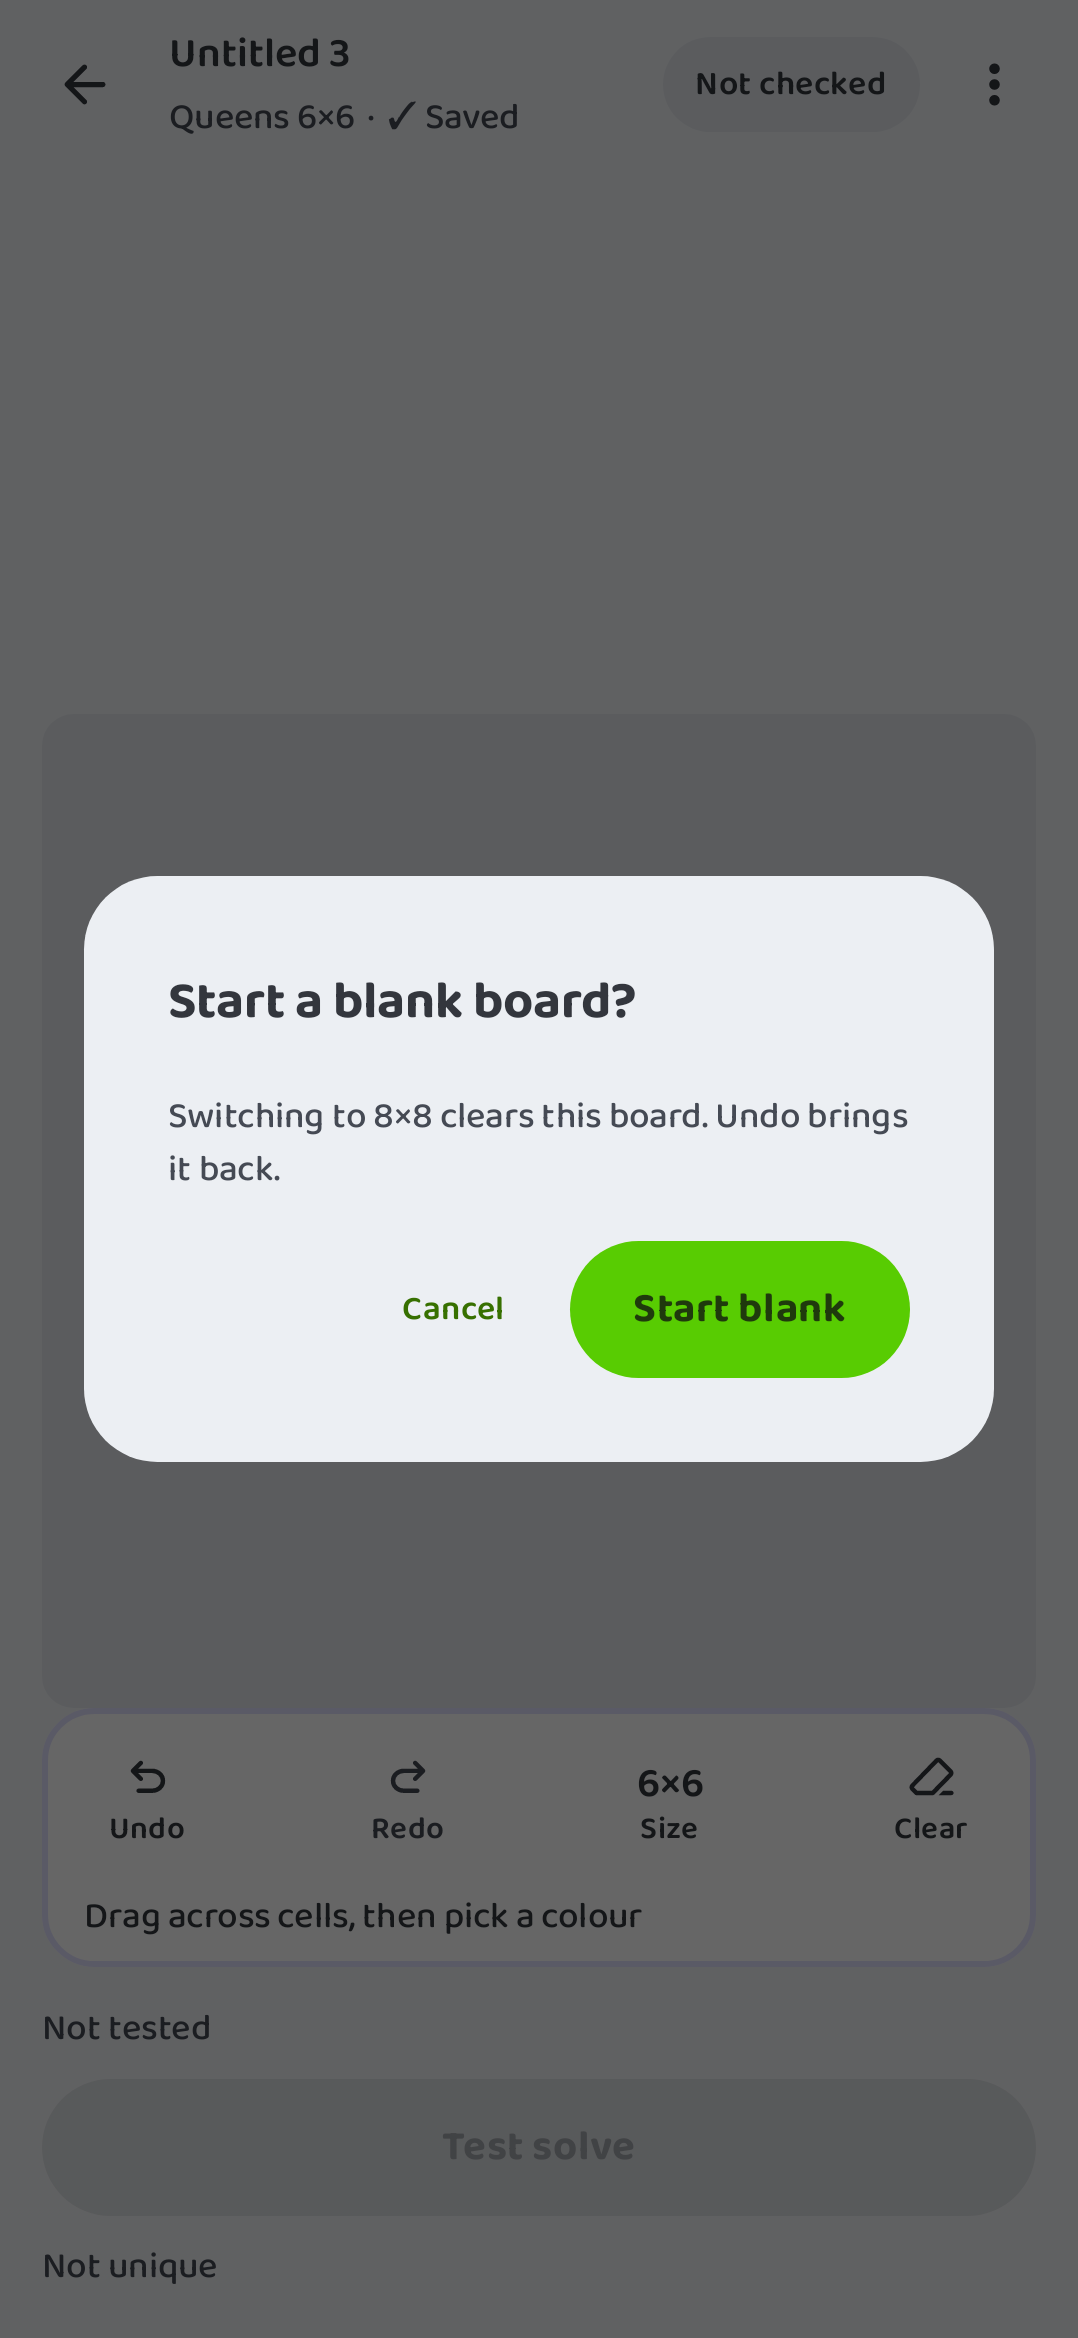 Untitled 3
Queens 6×6 · ✓ Saved
Not checked
Start a blank board?
Switching to 8×8 clears this board. Undo brings
it back.
Cancel
Start blank
6×6
Undo
Redo
Size
Clear
Drag across cells, then pick a colour
Not tested
Test solve
Not unique